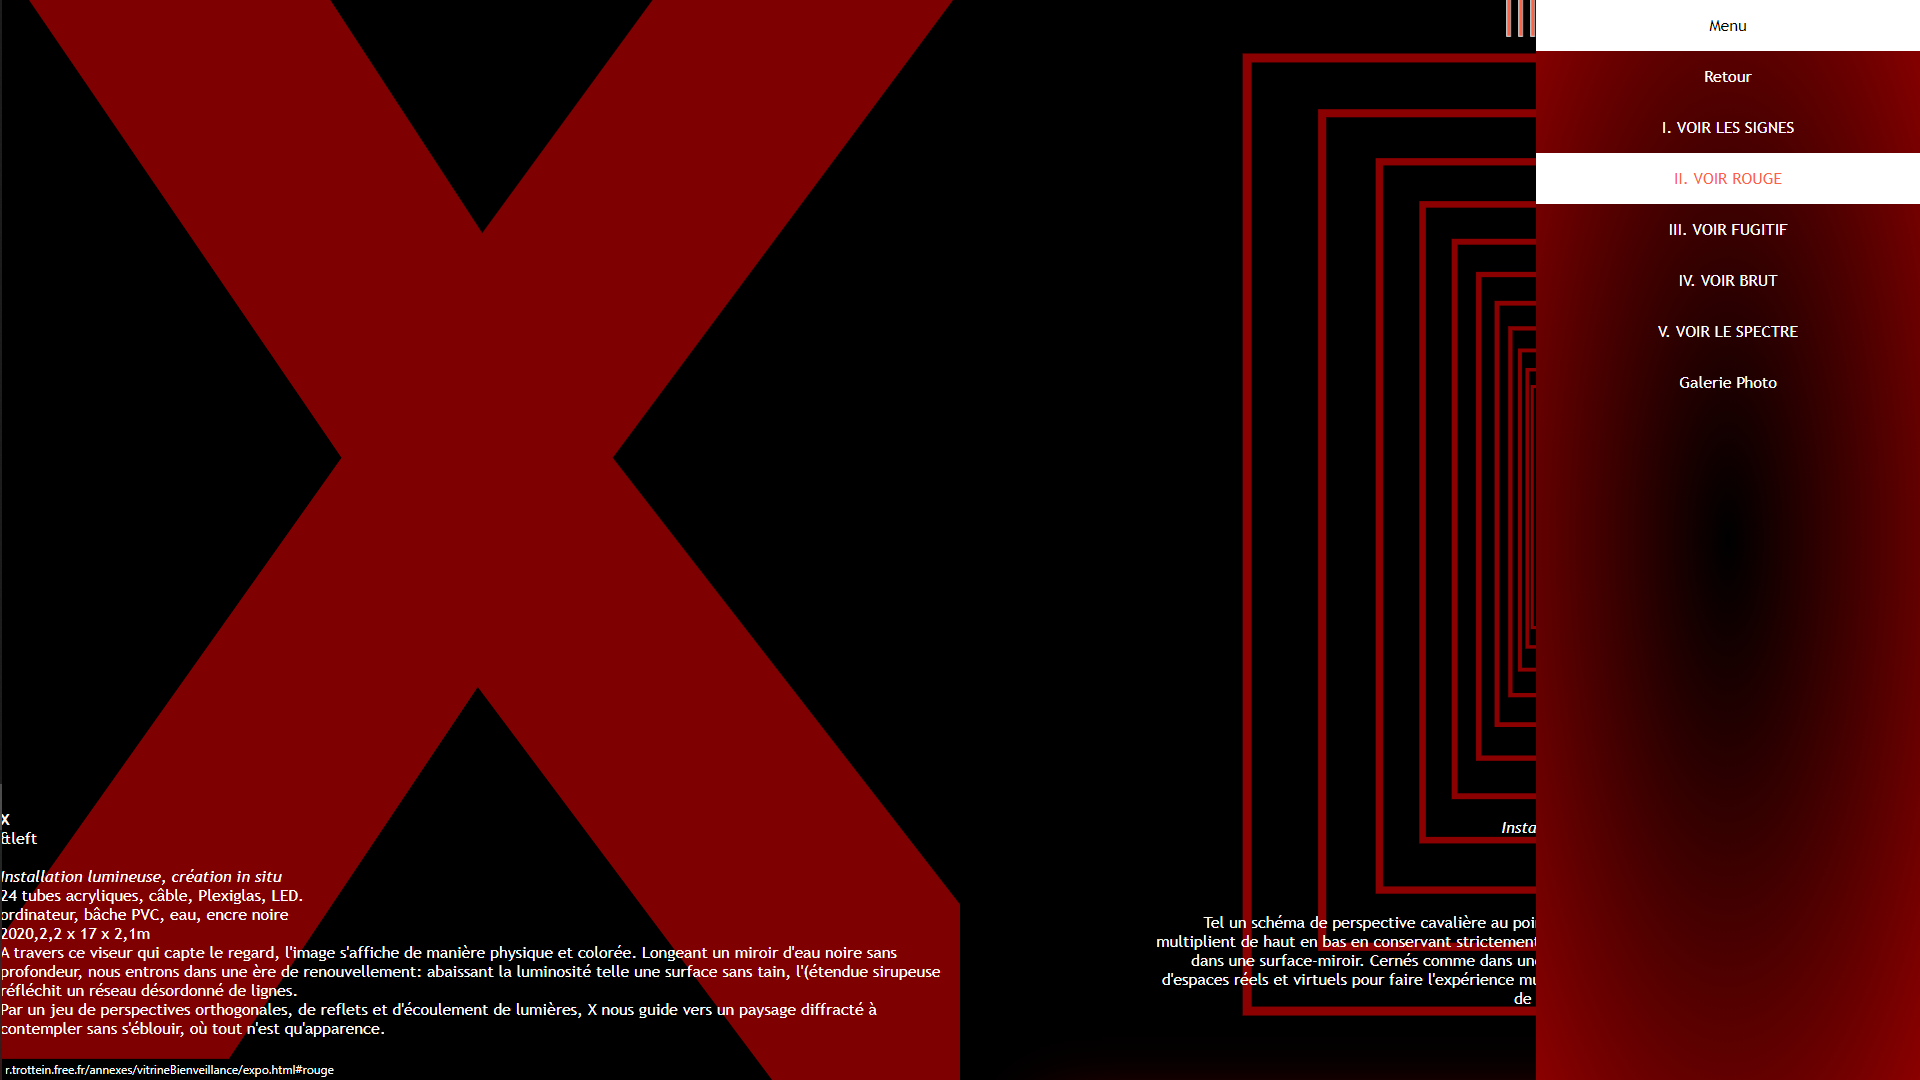 X
&left
Installation lumineuse, création in situ
24 tubes acryliques, câble, Plexiglas, LED.
ordinateur, bâche PVC, eau, encre noire
2020,2,2 x 17 x 2,1m
A travers ce viseur qui capte le regard, l'image s'affiche de manière physique et colorée. Longeant un miroir d'eau noire sans
profondeur, nous entrons dans une ère de renouvellement: abaissant la luminosité telle une surface sans tain, l'(étendue sirupeuse
réfléchit un réseau désordonné de lignes.
Par un jeu de perspectives orthogonales, de reflets et d'écoulement de lumières, X nous guide vers un paysage diffracté à
contempler sans s'éblouir, où tout n'est qu'apparence.
r.trottein.free.fr/annexes/vitrineBienveillance/expo.html#rouge
Insta
Tel un schéma de perspective cavalière au poi
multiplient de haut en bas en conservant strictement
dans une surface-miroir. Cernés comme dans un
d'espaces réels et virtuels pour faire l'expérience mu
de
Menu
Retour
I. VOIR LES SIGNES
II. VOIR ROUGE
III. VOIR FUGITIF
IV. VOIR BRUT
V. VOIR LE SPECTRE
Galerie Photo